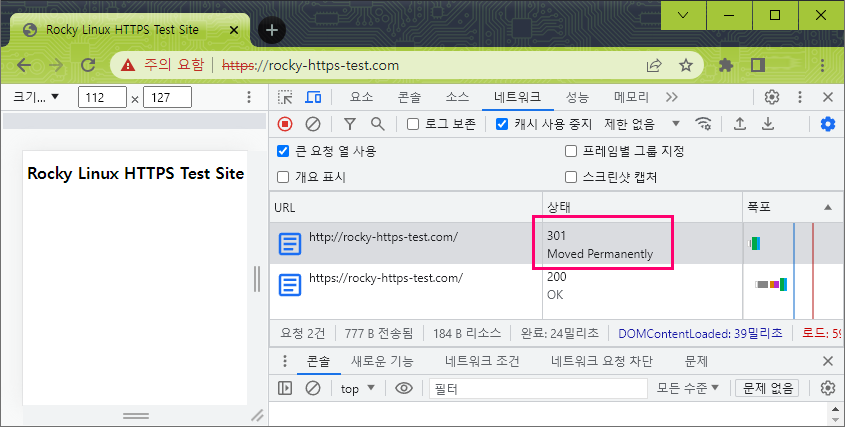 Rocky Linux HTTPS Test Site
주의 요함 | https://rocky-https-test.com
크기... 112 × 127
요소 콘솔 소스 네트워크 성능 메모리
로그 보존 캐시 사용 중지 제한 없음
큰 요청 열 사용 프레임별 그룹 지정
개요 표시 스크린샷 캡처
Rocky Linux HTTPS Test Site
URL 상태 폭포
http://rocky-https-test.com/ 301
Moved Permanently
https://rocky-https-test.com/ 200
OK
요청 2건 777 B 전송됨 184 B 리소스 완료: 24밀리초 DOMContentLoaded: 39밀리초 로드: 59
콘솔 새로운 기능 네트워크 조건 네트워크 요청 차단 문제
top 필터 모든 수준 문제 없음